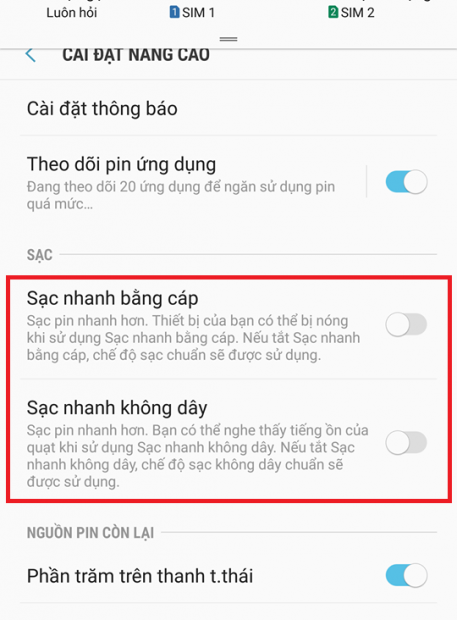 Luôn hỏi
1 SIM 1
2 SIM 2
CÀI ĐẶT NÂNG CAO
Cài đặt thông báo
Theo dõi pin ứng dụng
Đang theo dõi 20 ứng dụng để ngăn sử dụng pin
quá mức...
SẠC
Sạc nhanh bằng cáp
Sạc pin nhanh hơn. Thiết bị của bạn có thể bị nóng
khi sử dụng Sạc nhanh bằng cáp. Nếu tắt Sạc nhanh
bằng cáp, chế độ sạc chuẩn sẽ được sử dụng.
Sạc nhanh không dây
Sạc pin nhanh hơn. Bạn có thể nghe thấy tiếng ồn của
quạt khi sử dụng Sạc nhanh không dây. Nếu tắt Sạc
nhanh không dây, chế độ sạc không dây chuẩn sẽ
được sử dụng.
NGUỒN PIN CÒN LẠI
Phần trăm trên thanh t.thái